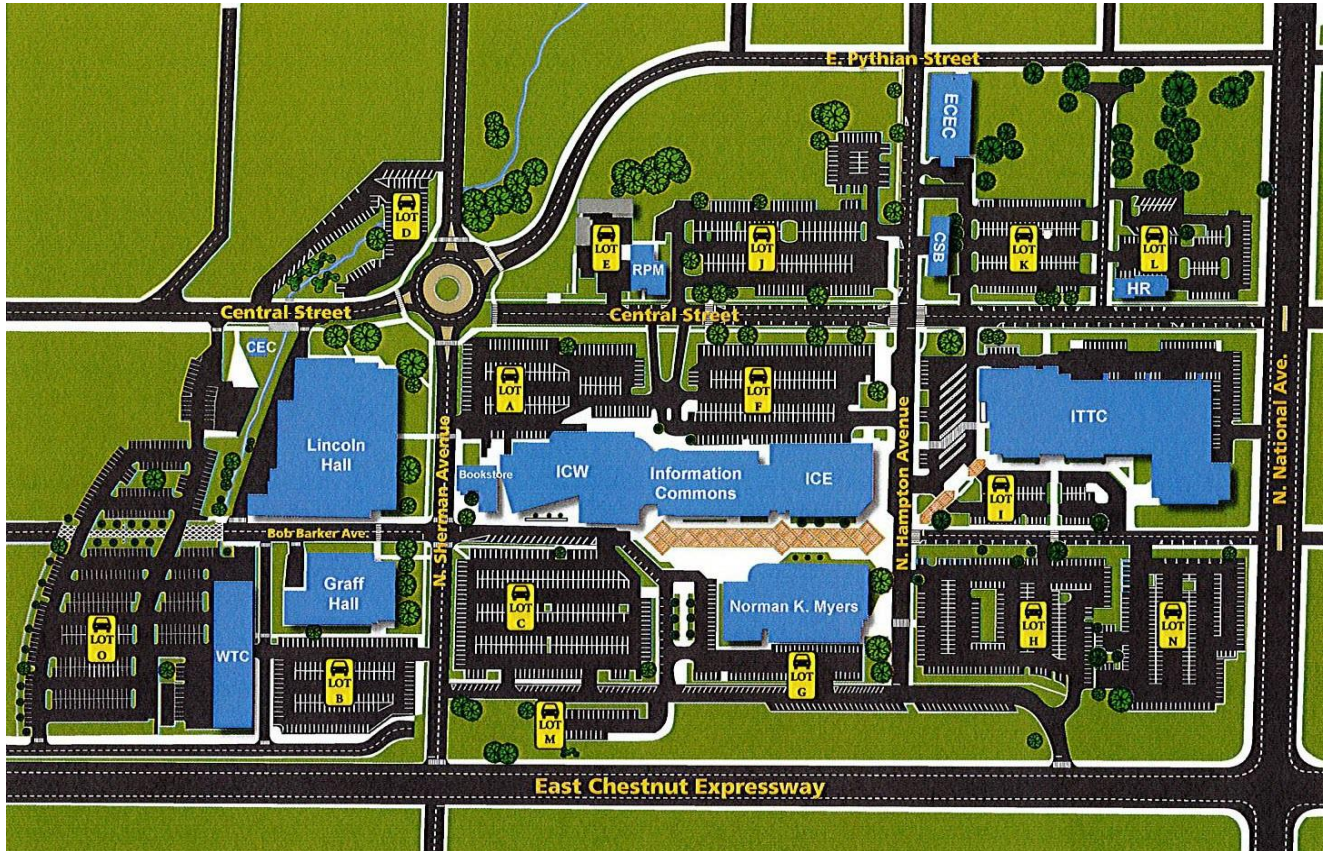 E. Pythian Street
ECEC
LOT
D
LOT
E
RPM
LOT
J
CSB
LOT
K
LOT
L
HR
Central Street
Central Street
CEC
LOT
A
LOT
F
Lincoln
Hall
N. Sherman Avenue
Bookstore
ICW
Information
Commons
ICE
N. Hampton Avenue
ITTC
N. National Ave.
LOT
I
Bob Barker Ave.
Graff
Hall
LOT
C
Norman K. Myers
LOT
H
LOT
N
LOT
O
WTC
LOT
B
LOT
G
LOT
M
East Chestnut Expressway